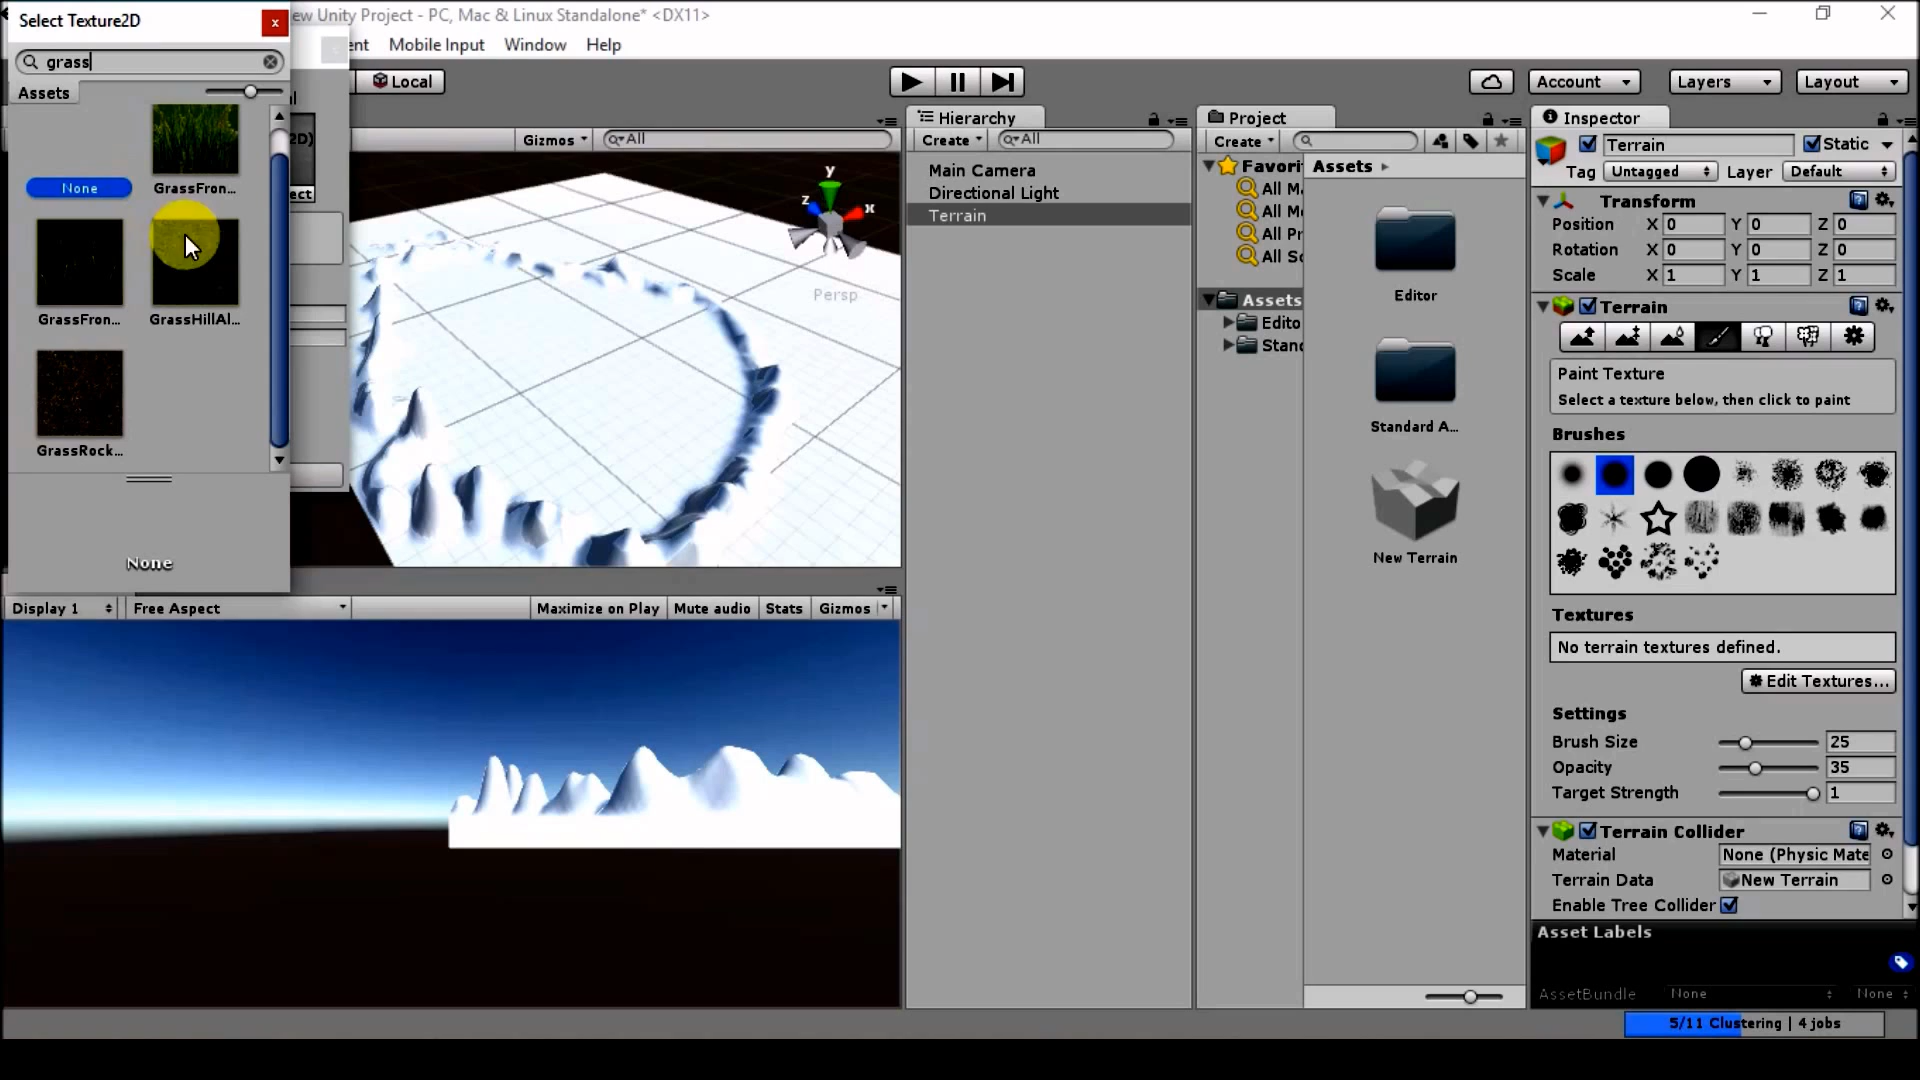 Select Texture2D
x
ew Unity Project - PC, Mac & Linux Standalone* <DX11>
ent
Mobile Input
Window
Help
grass
Assets
Local
Account
Layers
Layout
None
GrassFron...
GrassFron...
GrassHillAl...
GrassRock...
None
2D)
ect
Gizmos
All
y
z
x
Persp
Display 1
Free Aspect
Maximize on Play
Mute audio
Stats
Gizmos
Hierarchy
Create
All
Main Camera
Directional Light
Terrain
Project
Create
Favori
All Ma
All Mo
All Pr
All Sc
Assets
Edito
Stand
Assets
Editor
Standard A...
New Terrain
Inspector
Terrain
Static
Tag
Untagged
Layer
Default
Transform
Position X 0 Y 0 Z 0
Rotation X 0 Y 0 Z 0
Scale X 1 Y 1 Z 1
Terrain
Paint Texture
Select a texture below, then click to paint
Brushes
Textures
No terrain textures defined.
Edit Textures...
Settings
Brush Size 25
Opacity 35
Target Strength 1
Terrain Collider
Material None (Physic Mate
Terrain Data New Terrain
Enable Tree Collider
Asset Labels
AssetBundle None None
5/11 Clustering | 4 jobs